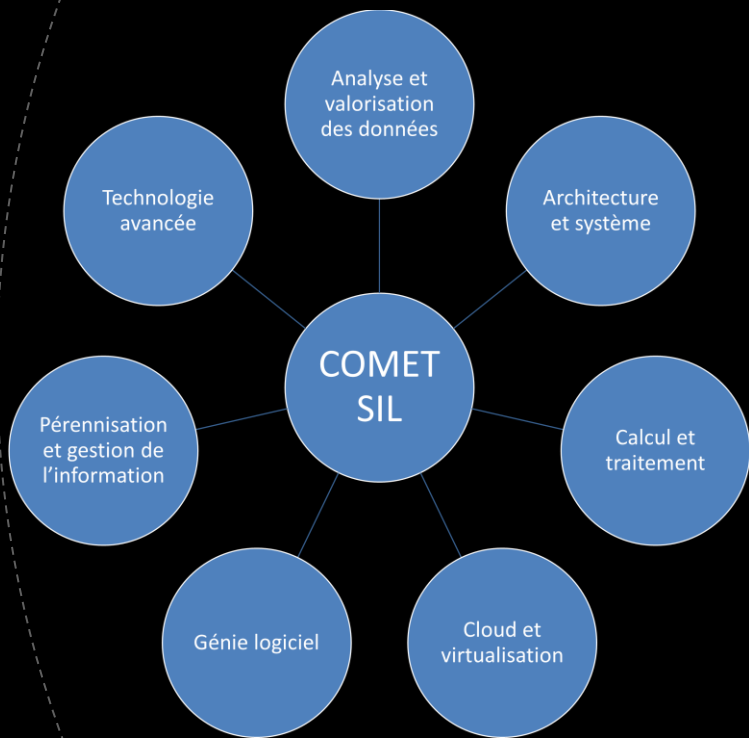 Analyse et
valorisation
des données
Architecture
et système
Calcul et
traitement
Cloud et
virtualisation
Génie logiciel
Pérennisation
et gestion de
l’information
Technologie
avancée
COMET
SIL